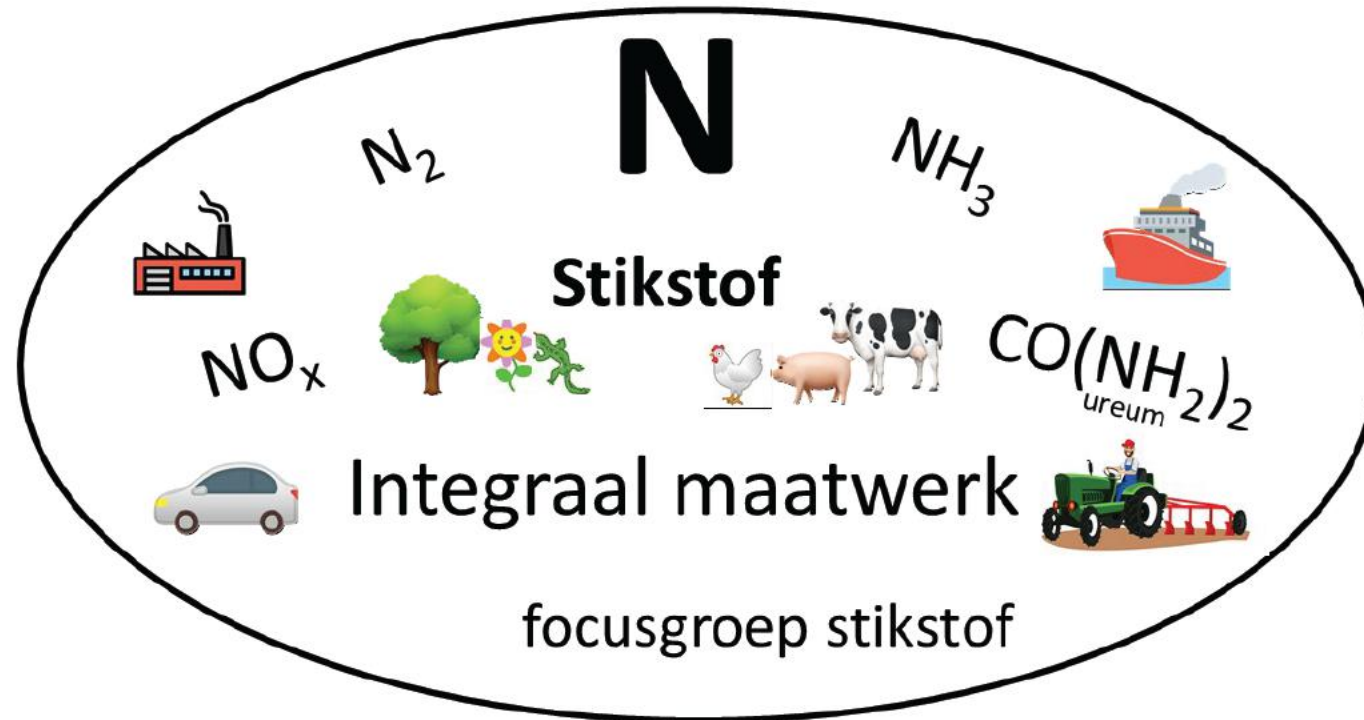 N
N₂
NH₃
Stikstof
NOₓ
CO(NH₂)₂
ureum
Integraal maatwerk
focusgroep stikstof